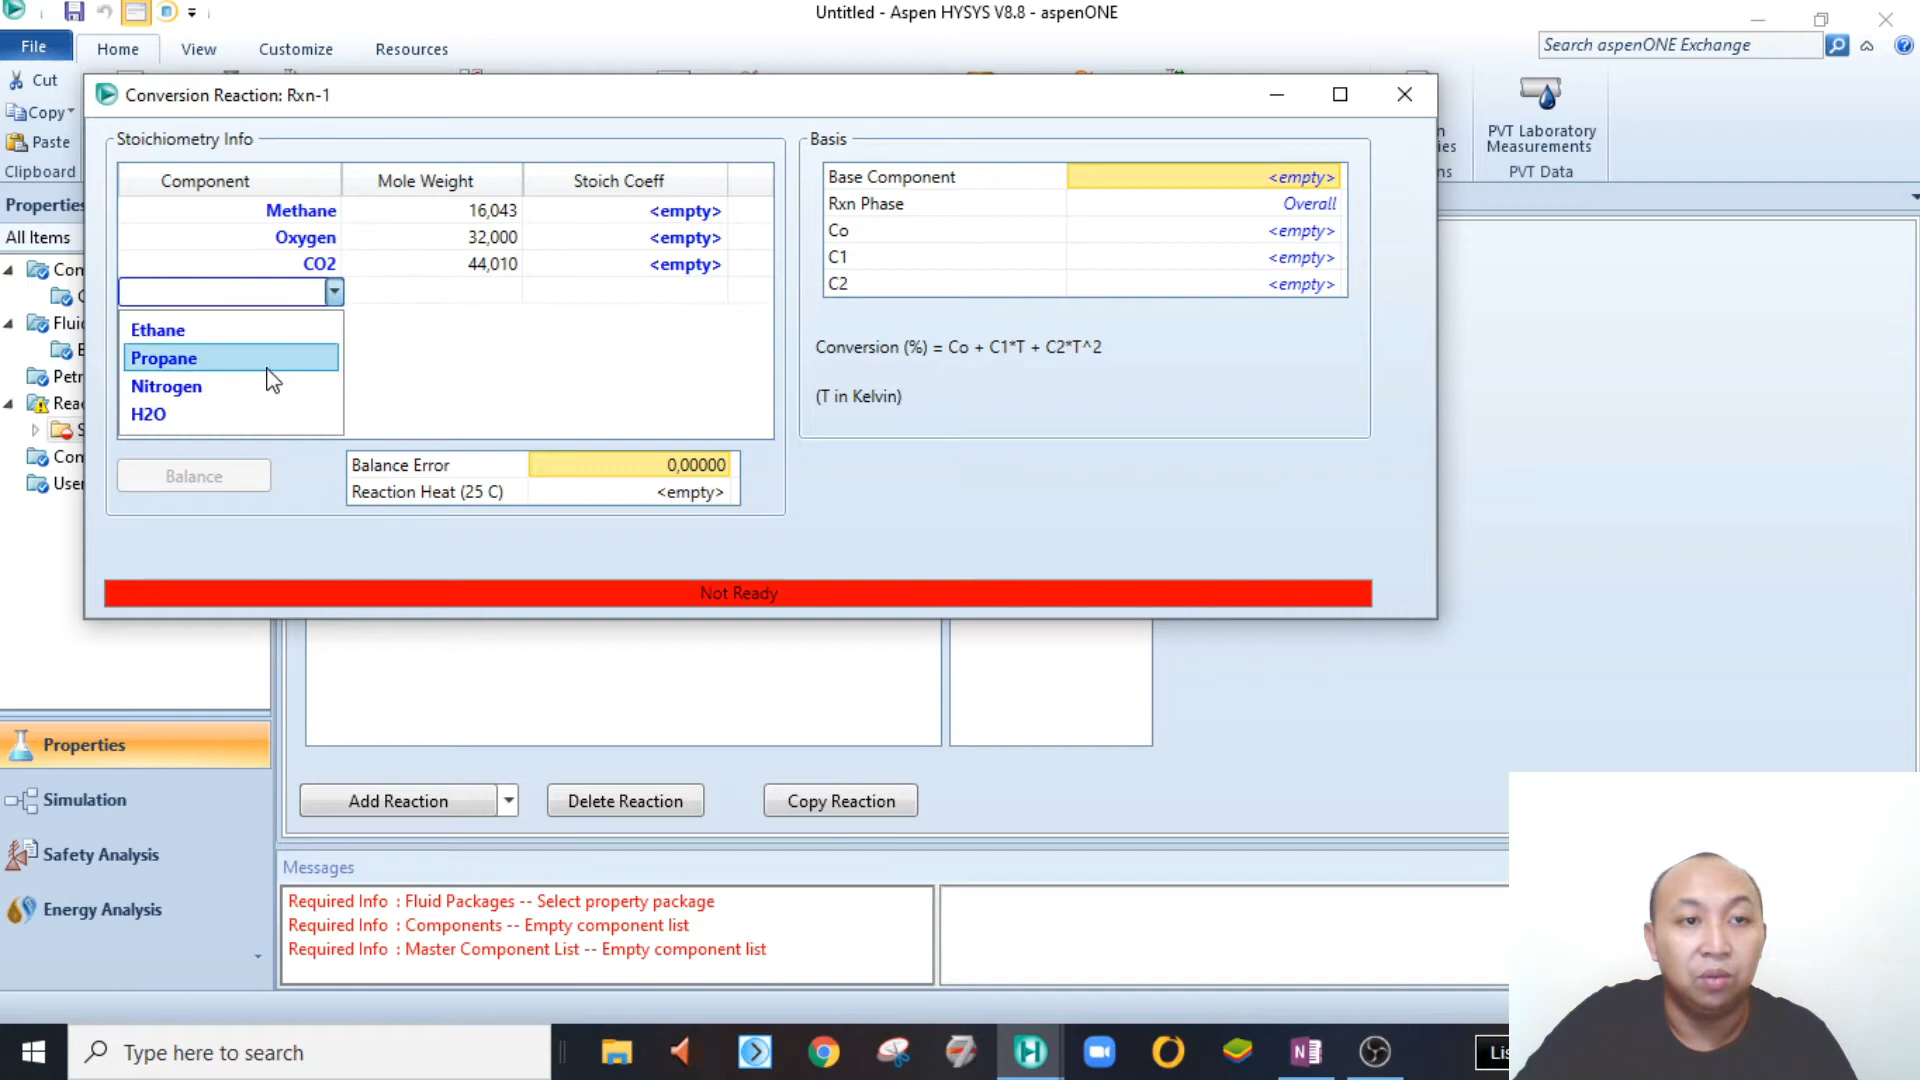 Untitled - Aspen HYSYS V8.8 - aspenONE
File
Home
View
Customize
Resources
Search aspenONE Exchange
Cut
Copy
Paste
Clipboard
PVT Laboratory
Measurements
PVT Data
Conversion Reaction: Rxn-1
Stoichiometry Info
Component
Mole Weight
Stoich Coeff
Methane
16,043
<empty>
Oxygen
32,000
<empty>
CO2
44,010
<empty>
Ethane
Propane
Nitrogen
H2O
Balance
Balance Error
0,00000
Reaction Heat (25 C)
<empty>
Basis
Base Component
<empty>
Rxn Phase
Overall
Co
<empty>
C1
<empty>
C2
<empty>
Conversion (%) = Co + C1*T + C2*T^2
(T in Kelvin)
Not Ready
Properties
All Items
Properties
Simulation
Safety Analysis
Energy Analysis
Add Reaction
Delete Reaction
Copy Reaction
Messages
Required Info : Fluid Packages -- Select property package
Required Info : Components -- Empty component list
Required Info : Master Component List -- Empty component list
Type here to search